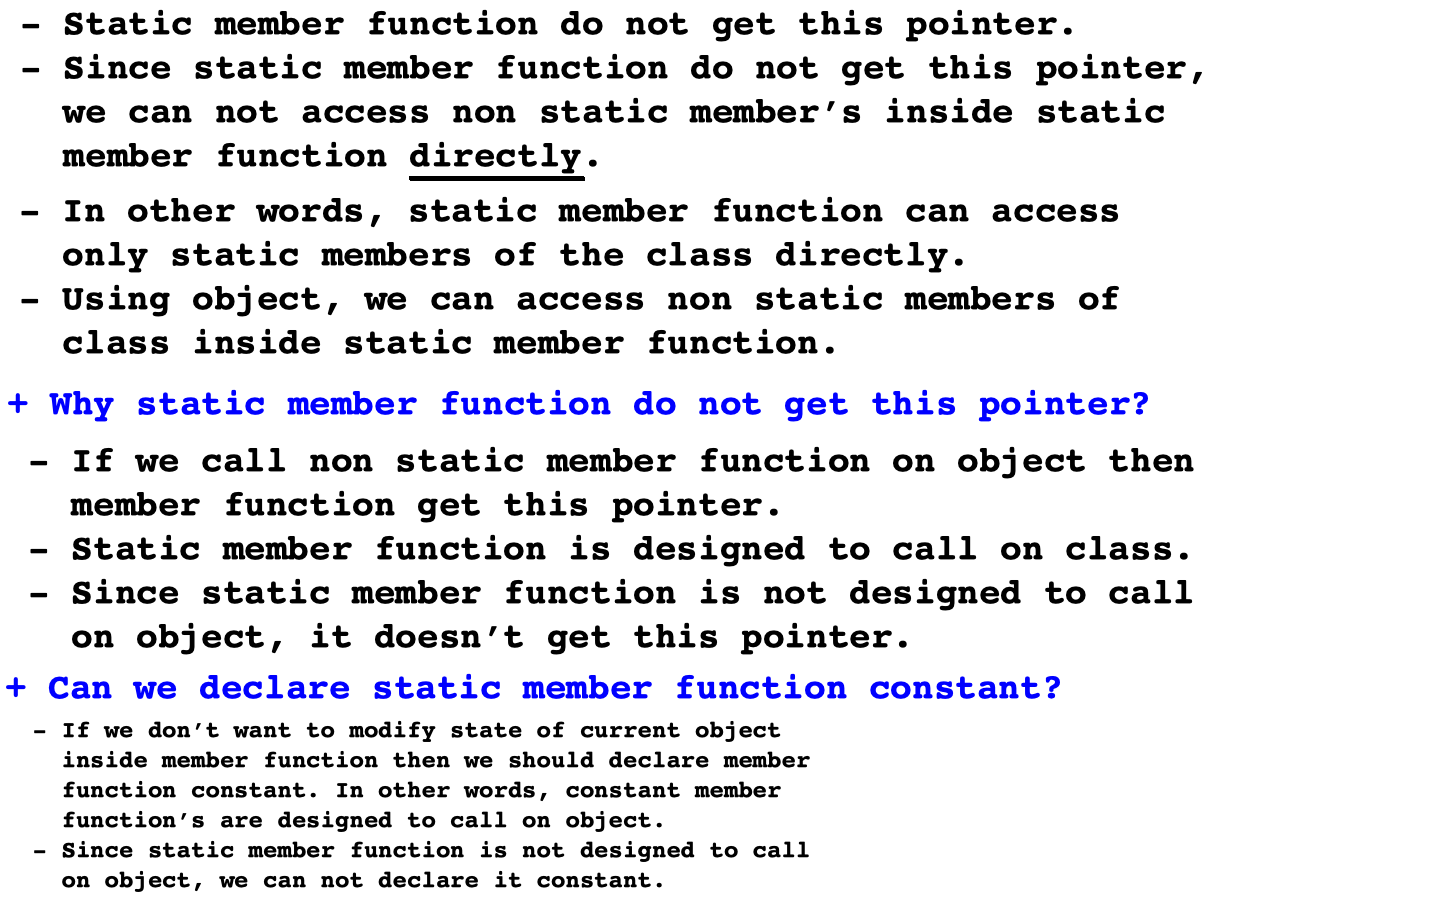 – Static member function do not get this pointer.
– Since static member function do not get this pointer,
we can not access non static member’s inside static
member function directly.
– In other words, static member function can access
only static members of the class directly.
– Using object, we can access non static members of
class inside static member function.
+ Why static member function do not get this pointer?
– If we call non static member function on object then
member function get this pointer.
– Static member function is designed to call on class.
– Since static member function is not designed to call
on object, it doesn’t get this pointer.
+ Can we declare static member function constant?
– If we don’t want to modify state of current object
inside member function then we should declare member
function constant. In other words, constant member
function’s are designed to call on object.
– Since static member function is not designed to call
on object, we can not declare it constant.